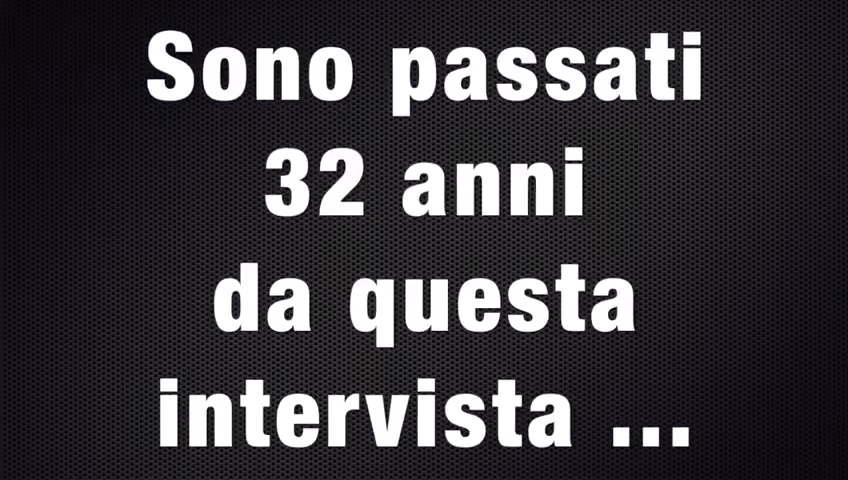 Sono passati
32 anni
da questa
intervista ...